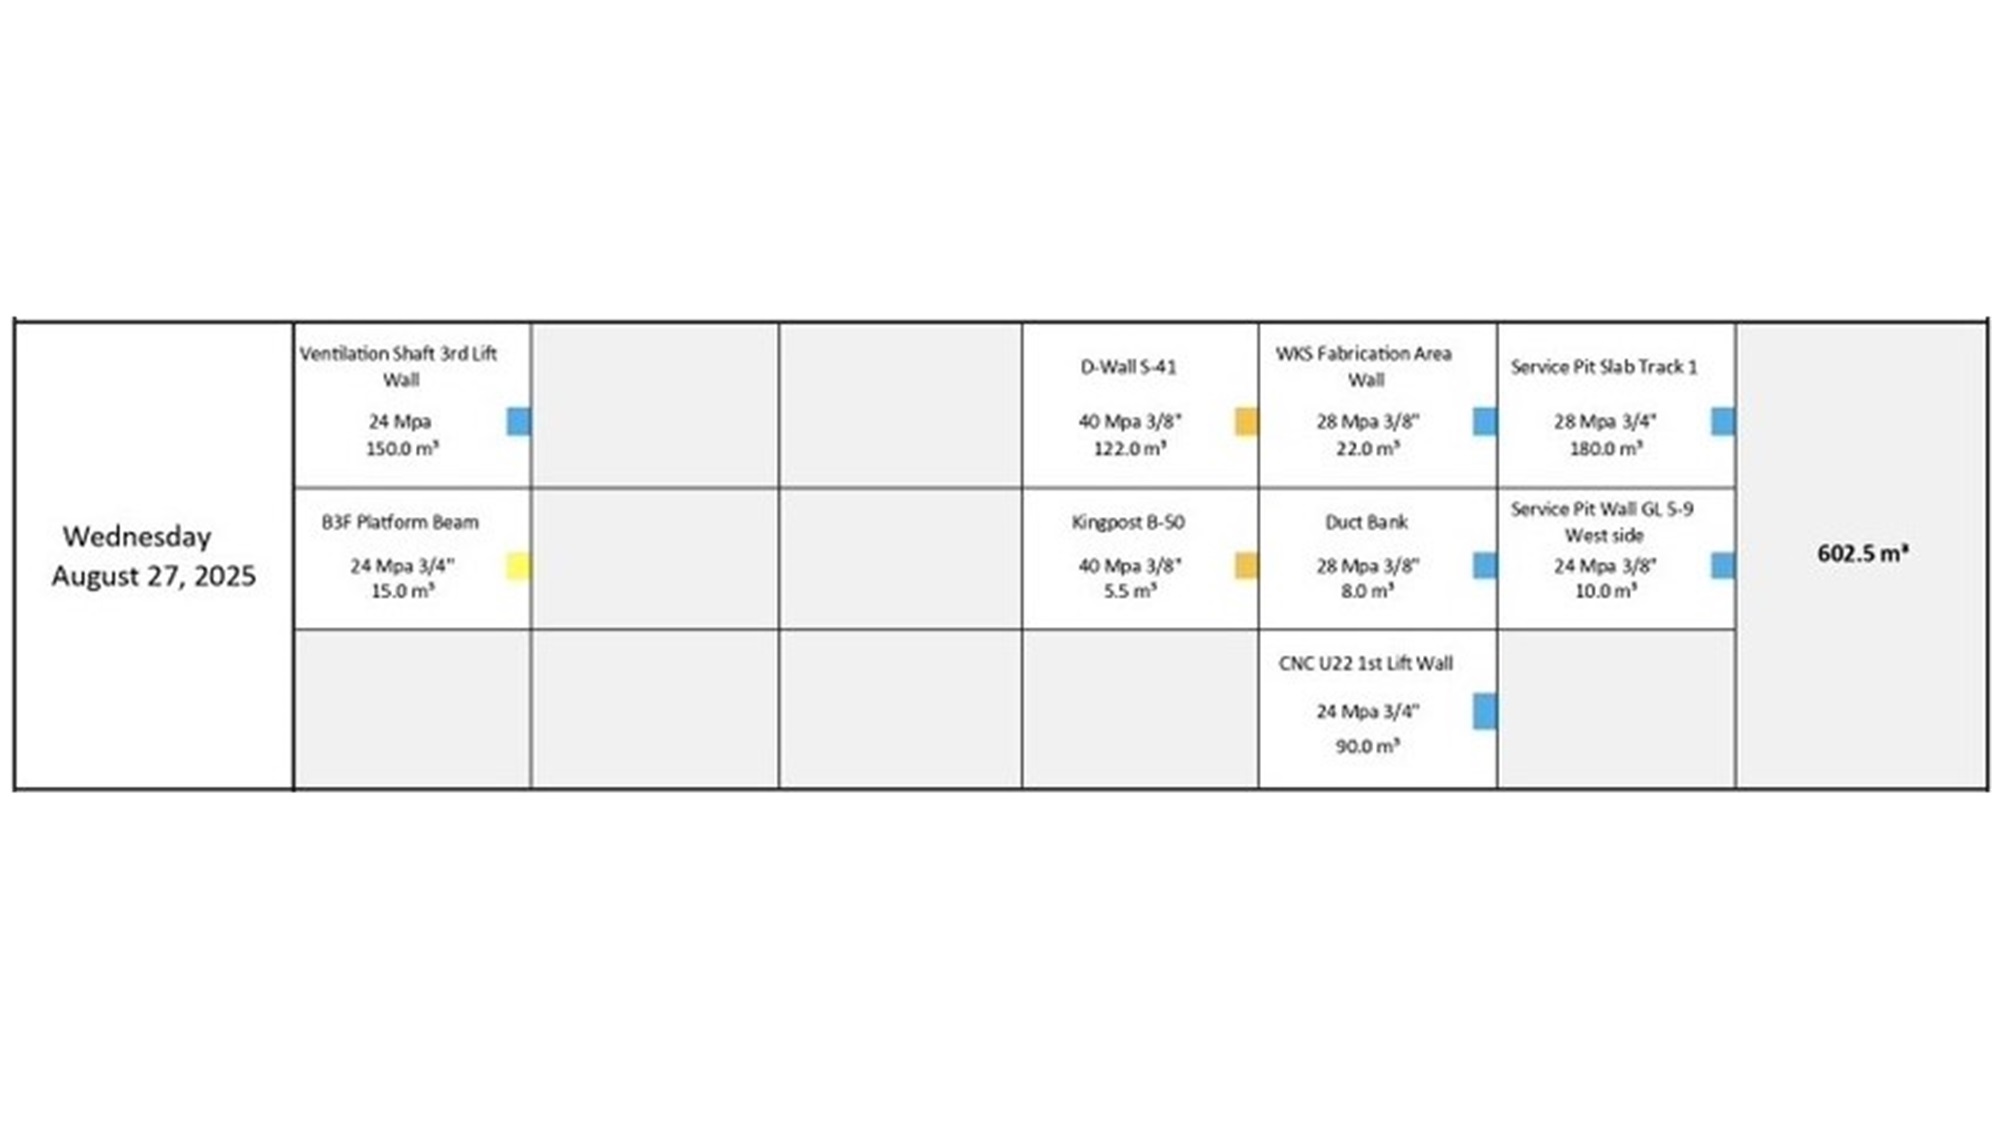 Wednesday
August 27, 2025
Ventilation Shaft 3rd Lift
Wall
24 Mpa
150.0 m³
D-Wall S-41
40 Mpa 3/8"
122.0 m³
WKS Fabrication Area
Wall
28 Mpa 3/8"
22.0 m³
Service Pit Slab Track 1
28 Mpa 3/4"
180.0 m³
B3F Platform Beam
24 Mpa 3/4"
15.0 m³
Kingpost B-50
40 Mpa 3/8"
5.5 m³
Duct Bank
28 Mpa 3/8"
8.0 m³
Service Pit Wall GL 5-9
West side
24 Mpa 3/8"
10.0 m³
CNC U22 1st Lift Wall
24 Mpa 3/4"
90.0 m³
602.5 m³